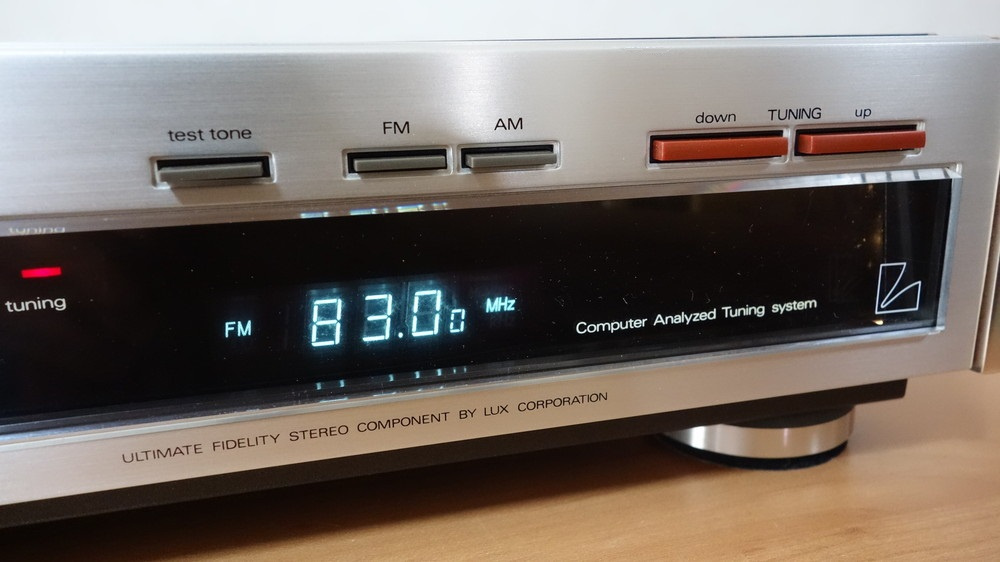 test tone
FM
AM
down TUNING up
tuning
tuning
FM 83.00 MHz
Computer Analyzed Tuning system
ULTIMATE FIDELITY STEREO COMPONENT BY LUX CORPORATION